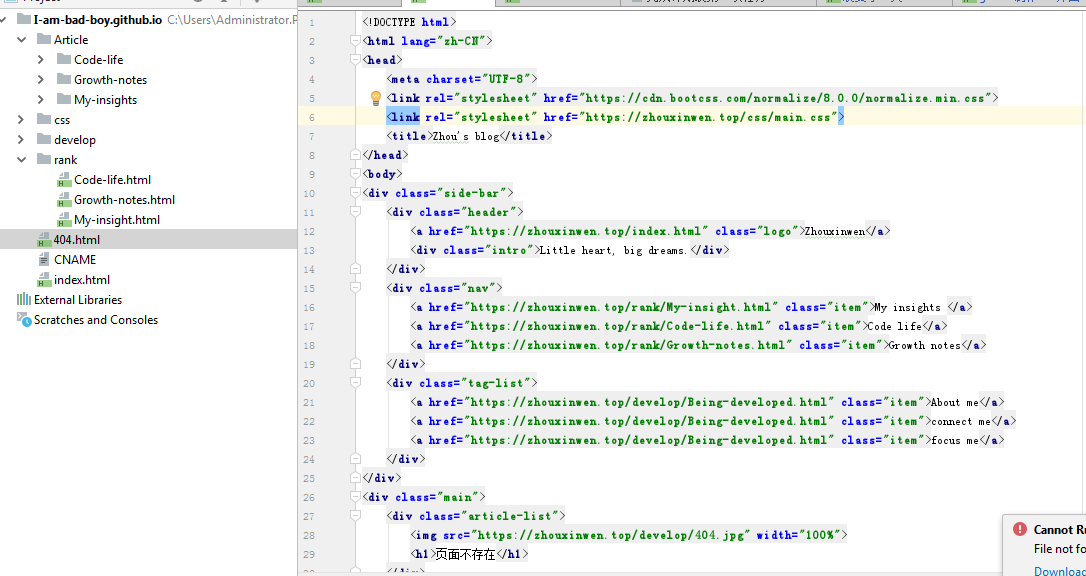 I-am-bad-boy.github.io C:\Users\Administrator.P
Article
Code-life
Growth-notes
My-insights
css
develop
rank
Code-life.html
Growth-notes.html
My-insight.html
404.html
CNAME
index.html
External Libraries
Scratches and Consoles
1 <!DOCTYPE html>
2 <html lang="zh-CN">
3 <head>
4 <meta charset="UTF-8">
5 <link rel="stylesheet" href="https://cdn.bootcss.com/normalize/8.0.0/normalize.min.css">
6 <link rel="stylesheet" href="https://zhouxinwen.top/css/main.css">
7 <title>Zhou's blog</title>
8 </head>
9 <body>
10 <div class="side-bar">
11 <div class="header">
12 <a href="https://zhouxinwen.top/index.html" class="logo">Zhouxinwen</a>
13 <div class="intro">Little heart, big dreams.</div>
14 </div>
15 <div class="nav">
16 <a href="https://zhouxinwen.top/rank/My-insight.html" class="item">My insights </a>
17 <a href="https://zhouxinwen.top/rank/Code-life.html" class="item">Code life</a>
18 <a href="https://zhouxinwen.top/rank/Growth-notes.html" class="item">Growth notes</a>
19 </div>
20 <div class="tag-list">
21 <a href="https://zhouxinwen.top/develop/Being-developed.html" class="item">About me</a>
22 <a href="https://zhouxinwen.top/develop/Being-developed.html" class="item">connect me</a>
23 <a href="https://zhouxinwen.top/develop/Being-developed.html" class="item">focus me</a>
24 </div>
25 </div>
26 <div class="main">
27 <div class="article-list">
28 <img src="https://zhouxinwen.top/develop/404.jpg" width="100%">
29 <h1>页面不存在</h1>
Cannot R
File not fo
Download